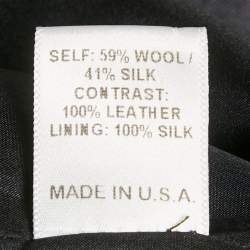 SELF: 59% WOOL/
41% SILK
CONTRAST:
100% LEATHER
LINING: 100% SILK
MADE IN U.S.A.